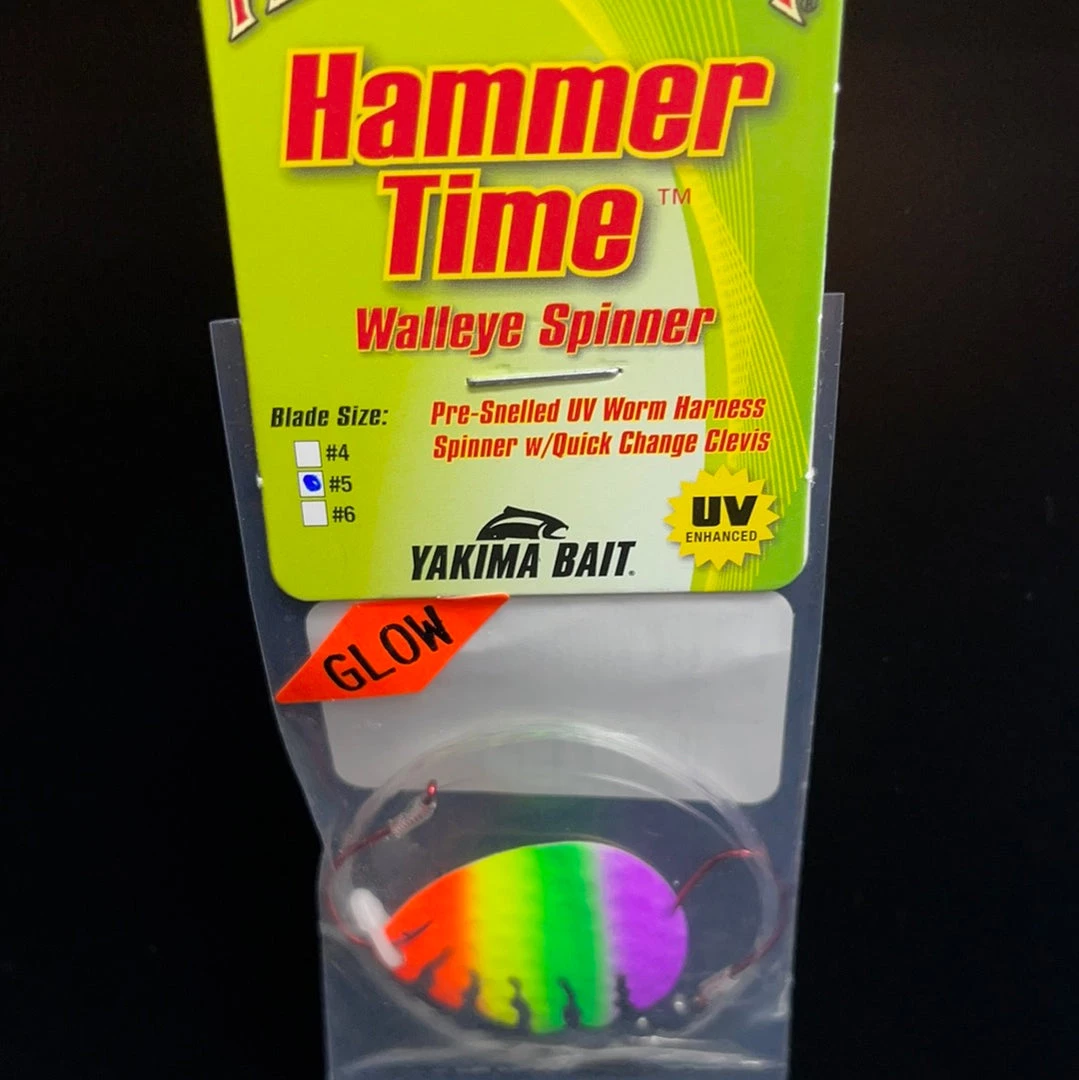 Hammer
Time™
Walleye Spinner
Blade Size:
#4
#5
#6
Pre-Snelled UV Worm Harness
Spinner w/Quick Change Clevis
UV
ENHANCED
YAKIMA BAIT®
GLOW